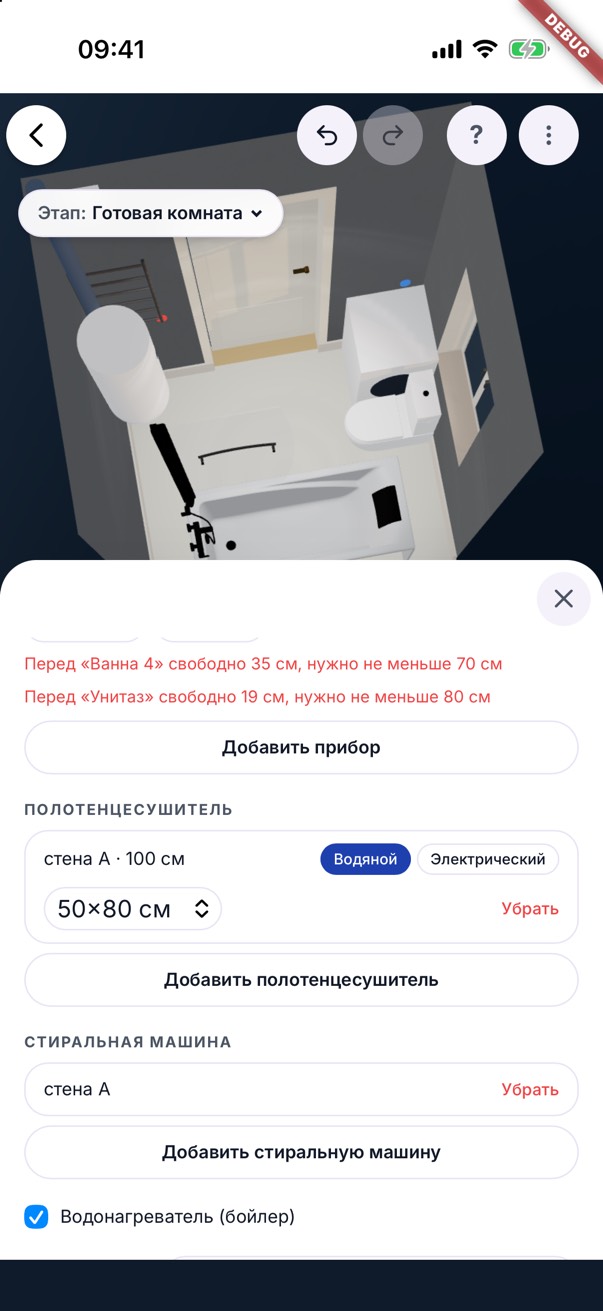 09:41
DEBUG
?
Этап: Готовая комната
Перед «Ванна 4» свободно 35 см, нужно не меньше 70 см
Перед «Унитаз» свободно 19 см, нужно не меньше 80 см
Добавить прибор
ПОЛОТЕНЦЕСУШИТЕЛЬ
стена А · 100 см Водяной Электрический
50×80 см Убрать
Добавить полотенцесушитель
СТИРАЛЬНАЯ МАШИНА
стена А Убрать
Добавить стиральную машину
Водонагреватель (бойлер)